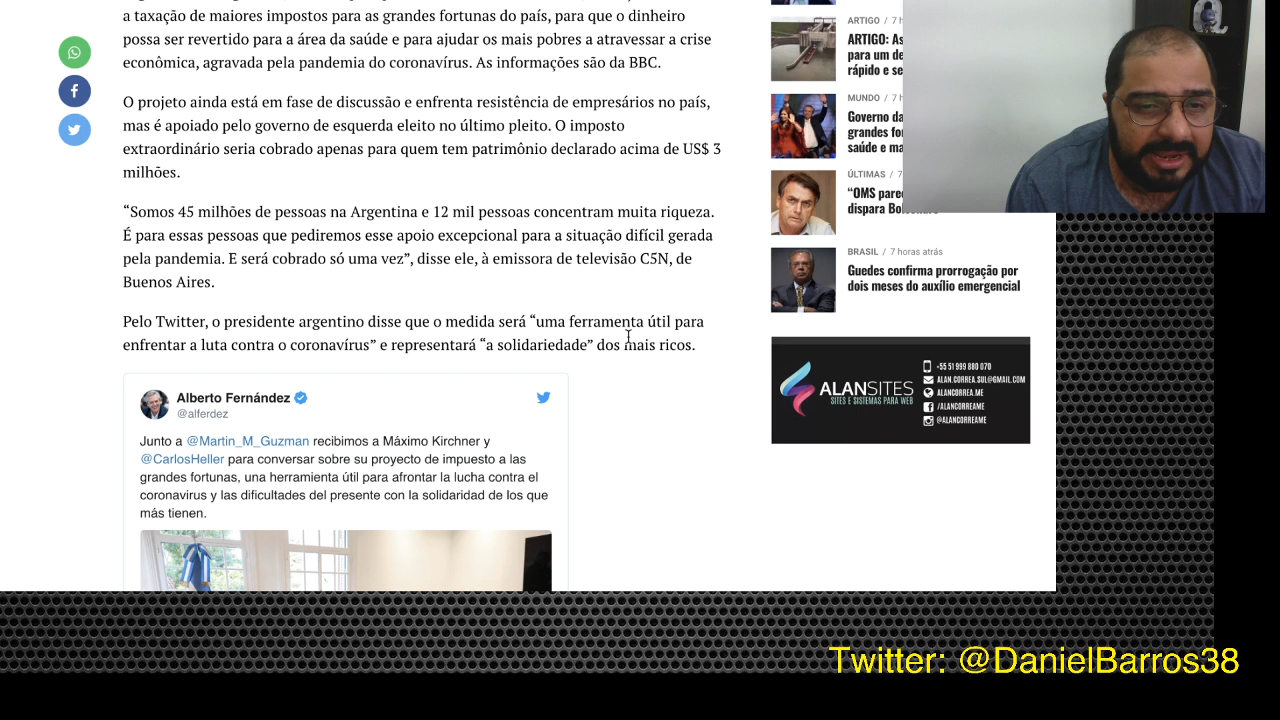 a taxação de maiores impostos para as grandes fortunas do país, para que o dinheiro
possa ser revertido para a área da saúde e para ajudar os mais pobres a atravessar a crise
econômica, agravada pela pandemia do coronavírus. As informações são da BBC.
O projeto ainda está em fase de discussão e enfrenta resistência de empresários no país,
mas é apoiado pelo governo de esquerda eleito no último pleito. O imposto
extraordinário seria cobrado apenas para quem tem patrimônio declarado acima de US$ 3
milhões.
“Somos 45 milhões de pessoas na Argentina e 12 mil pessoas concentram muita riqueza.
É para essas pessoas que pediremos esse apoio excepcional para a situação difícil gerada
pela pandemia. E será cobrado só uma vez”, disse ele, à emissora de televisão C5N, de
Buenos Aires.
Pelo Twitter, o presidente argentino disse que o medida será “uma ferramenta útil para
enfrentar a luta contra o coronavírus” e representará “a solidariedade” dos mais ricos.
Alberto Fernández
@alferdez
Junto a @Martin_M_Guzman recibimos a Máximo Kirchner y
@CarlosHeller para conversar sobre su proyecto de impuesto a las
grandes fortunas, una herramienta útil para afrontar la lucha contra el
coronavirus y las dificultades del presente con la solidaridad de los que
más tienen.
ARTIGO / 7 h
ARTIGO: As
para um de
rápido e se
MUNDO / 7 h
Governo da
grandes for
saúde e ma
ÚLTIMAS / 7
“OMS pare
dispara Bolsonaro
BRASIL / 7 horas atrás
Guedes confirma prorrogação por
dois meses do auxílio emergencial
ALANSITES
SITES E SISTEMAS PARA WEB
+55 51 999 880 070
ALAN.CORREA.SUL@GMAIL.COM
ALANCORREA.ME
/ALANCORREAME
@ALANCORREAME
Twitter: @DanielBarros38